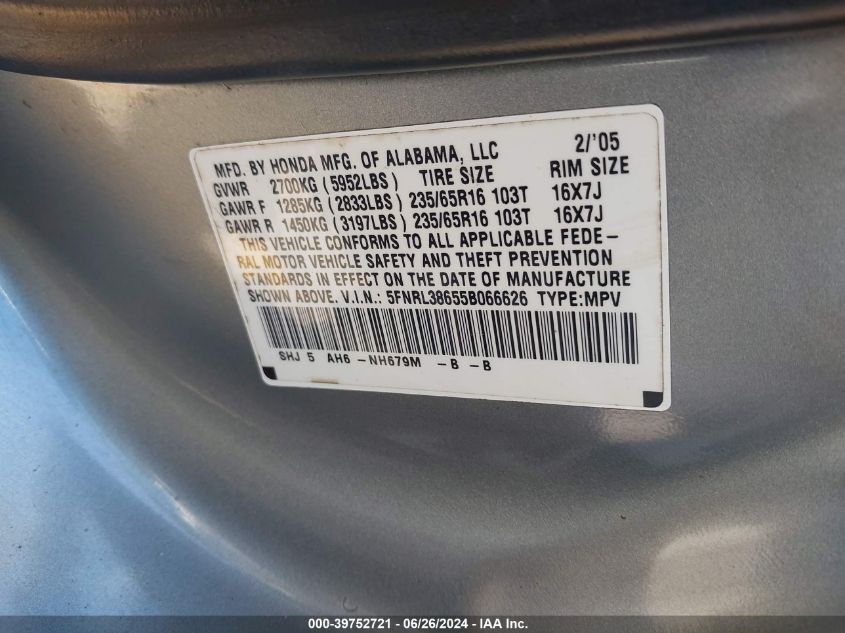 MFD. BY HONDA MFG. OF ALABAMA, LLC 2/'05
GVWR 2700KG (5952LBS) TIRE SIZE RIM SIZE
GAWR F 1285KG (2833LBS) 235/65R16 103T 16X7J
GAWR R 1450KG (3197LBS) 235/65R16 103T 16X7J
THIS VEHICLE CONFORMS TO ALL APPLICABLE FEDE-
RAL MOTOR VEHICLE SAFETY AND THEFT PREVENTION
STANDARDS IN EFFECT ON THE DATE OF MANUFACTURE
SHOWN ABOVE. V.I.N.: 5FNRL38655B066626 TYPE:MPV
SHJ 5 AH6 -NH679M -B -B
000-39752721 - 06/26/2024 - IAA Inc.